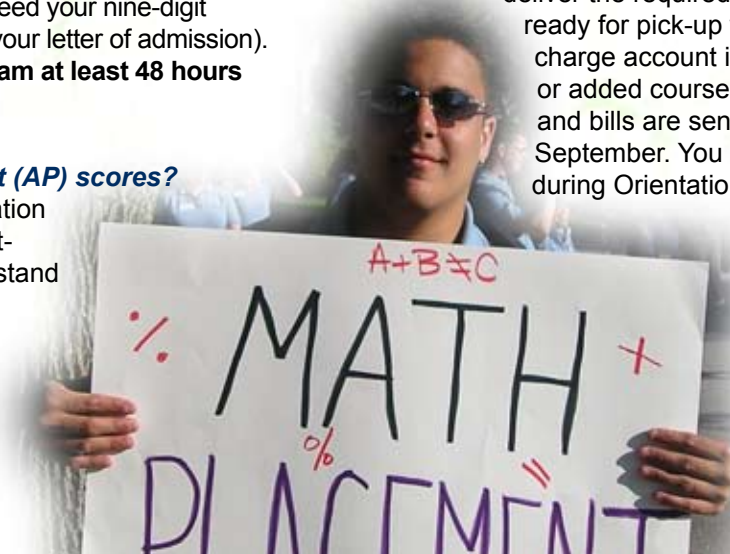 eed your nine-digit
your letter of admission).
am at least 48 hours
t (AP) scores?
ation
t-
stand
deliver the required
ready for pick-up
charge account i
or added course
and bills are sen
September. You
during Orientatio
A+B≠C
% MATH +
% =
PLACEMENT